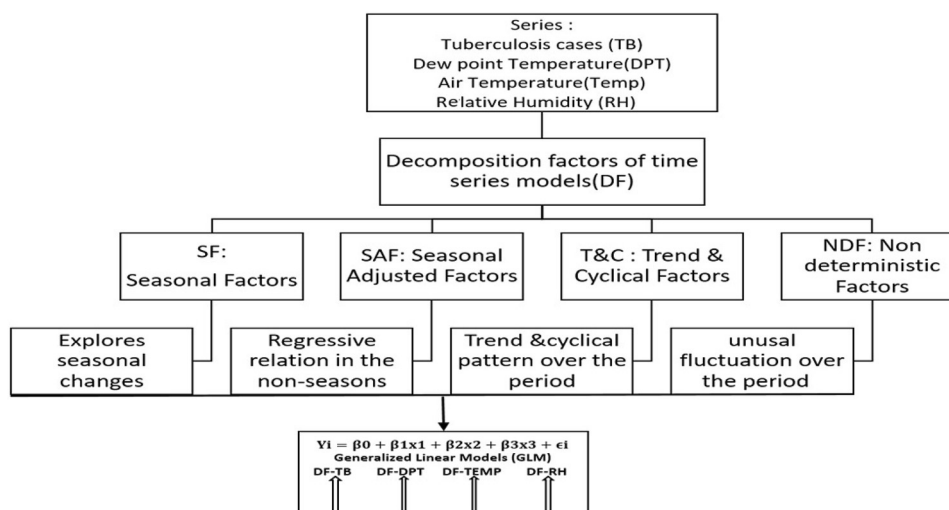 Series :
Tuberculosis cases (TB)
Dew point Temperature(DPT)
Air Temperature(Temp)
Relative Humidity (RH)
Decomposition factors of time
series models(DF)
SF:
Seasonal Factors
SAF: Seasonal
Adjusted Factors
T&C : Trend &
Cyclical Factors
NDF: Non
deterministic
Factors
Explores
seasonal
changes
Regressive
relation in the
non-seasons
Trend &cyclical
pattern over the
period
unusal
fluctuation over
the period
Yi = β0 + β1x1 + β2x2 + β3x3 + ϵi
Generalized Linear Models (GLM)
DF-TB DF-DPT DF-TEMP DF-RH